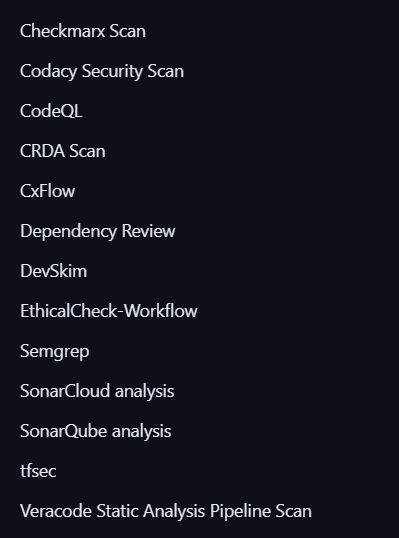 Checkmarx Scan
Codacy Security Scan
CodeQL
CRDA Scan
CxFlow
Dependency Review
DevSkim
EthicalCheck-Workflow
Semgrep
SonarCloud analysis
SonarQube analysis
tfsec
Veracode Static Analysis Pipeline Scan